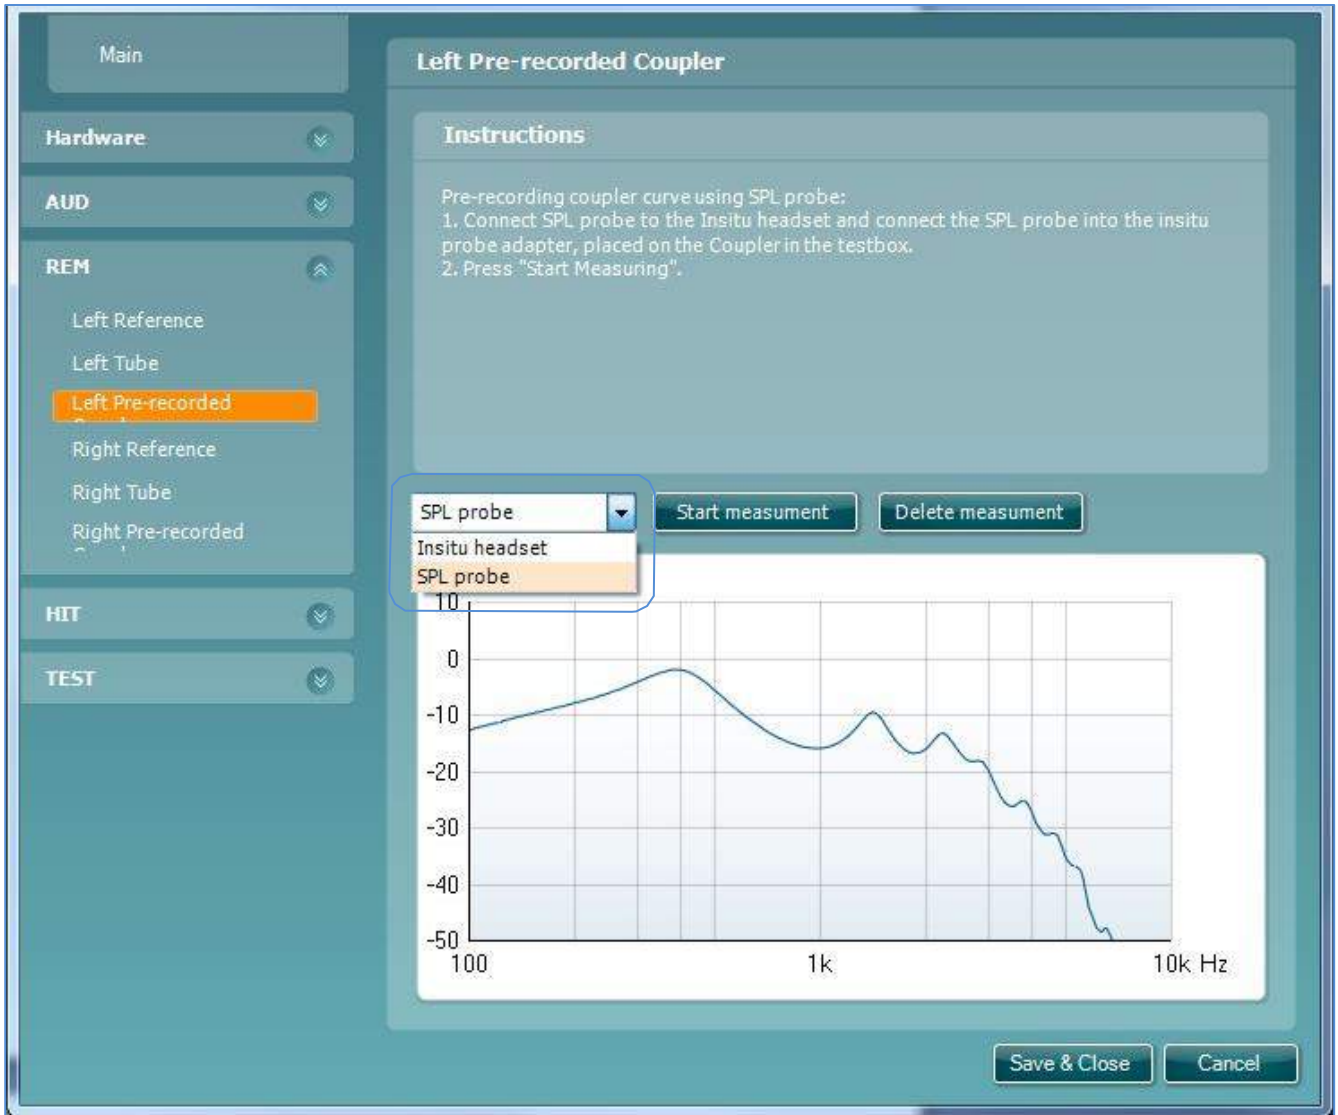 Main
Hardware
AUD
REM
Left Reference
Left Tube
Left Pre-recorded
Right Reference
Right Tube
Right Pre-recorded
HIT
TEST
Left Pre-recorded Coupler
Instructions
Pre-recording coupler curve using SPL probe:
1. Connect SPL probe to the Insitu headset and connect the SPL probe into the insitu
probe adapter, placed on the Coupler in the testbox.
2. Press "Start Measuring".
SPL probe
Start measument
Delete measument
Insitu headset
SPL probe
10
0
-10
-20
-30
-40
-50
100
1k
10k Hz
Save & Close
Cancel